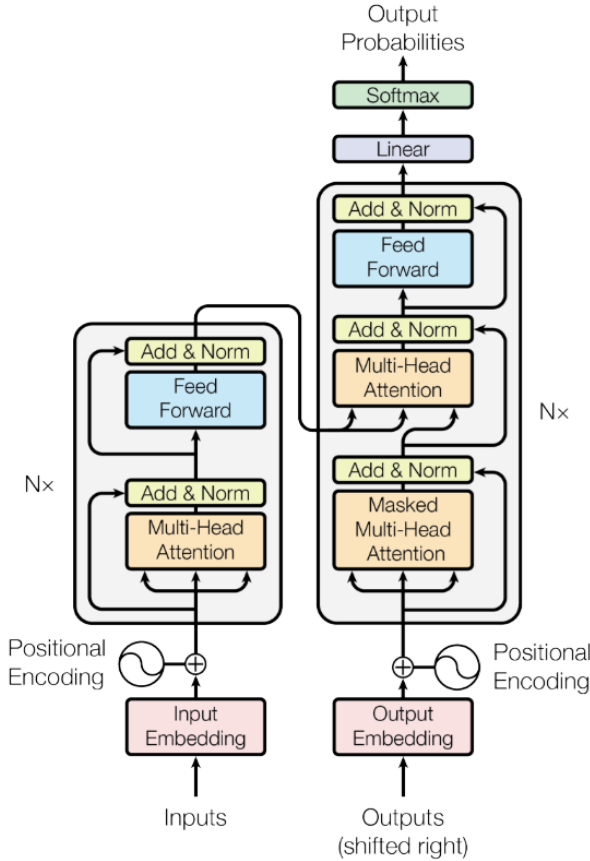 Output
Probabilities
Softmax
Linear
Add & Norm
Feed
Forward
Add & Norm
Multi-Head
Attention
Nx
Add & Norm
Masked
Multi-Head
Attention
Add & Norm
Feed
Forward
Nx
Add & Norm
Multi-Head
Attention
Positional
Encoding
Positional
Encoding
Input
Embedding
Output
Embedding
Inputs
Outputs
(shifted right)